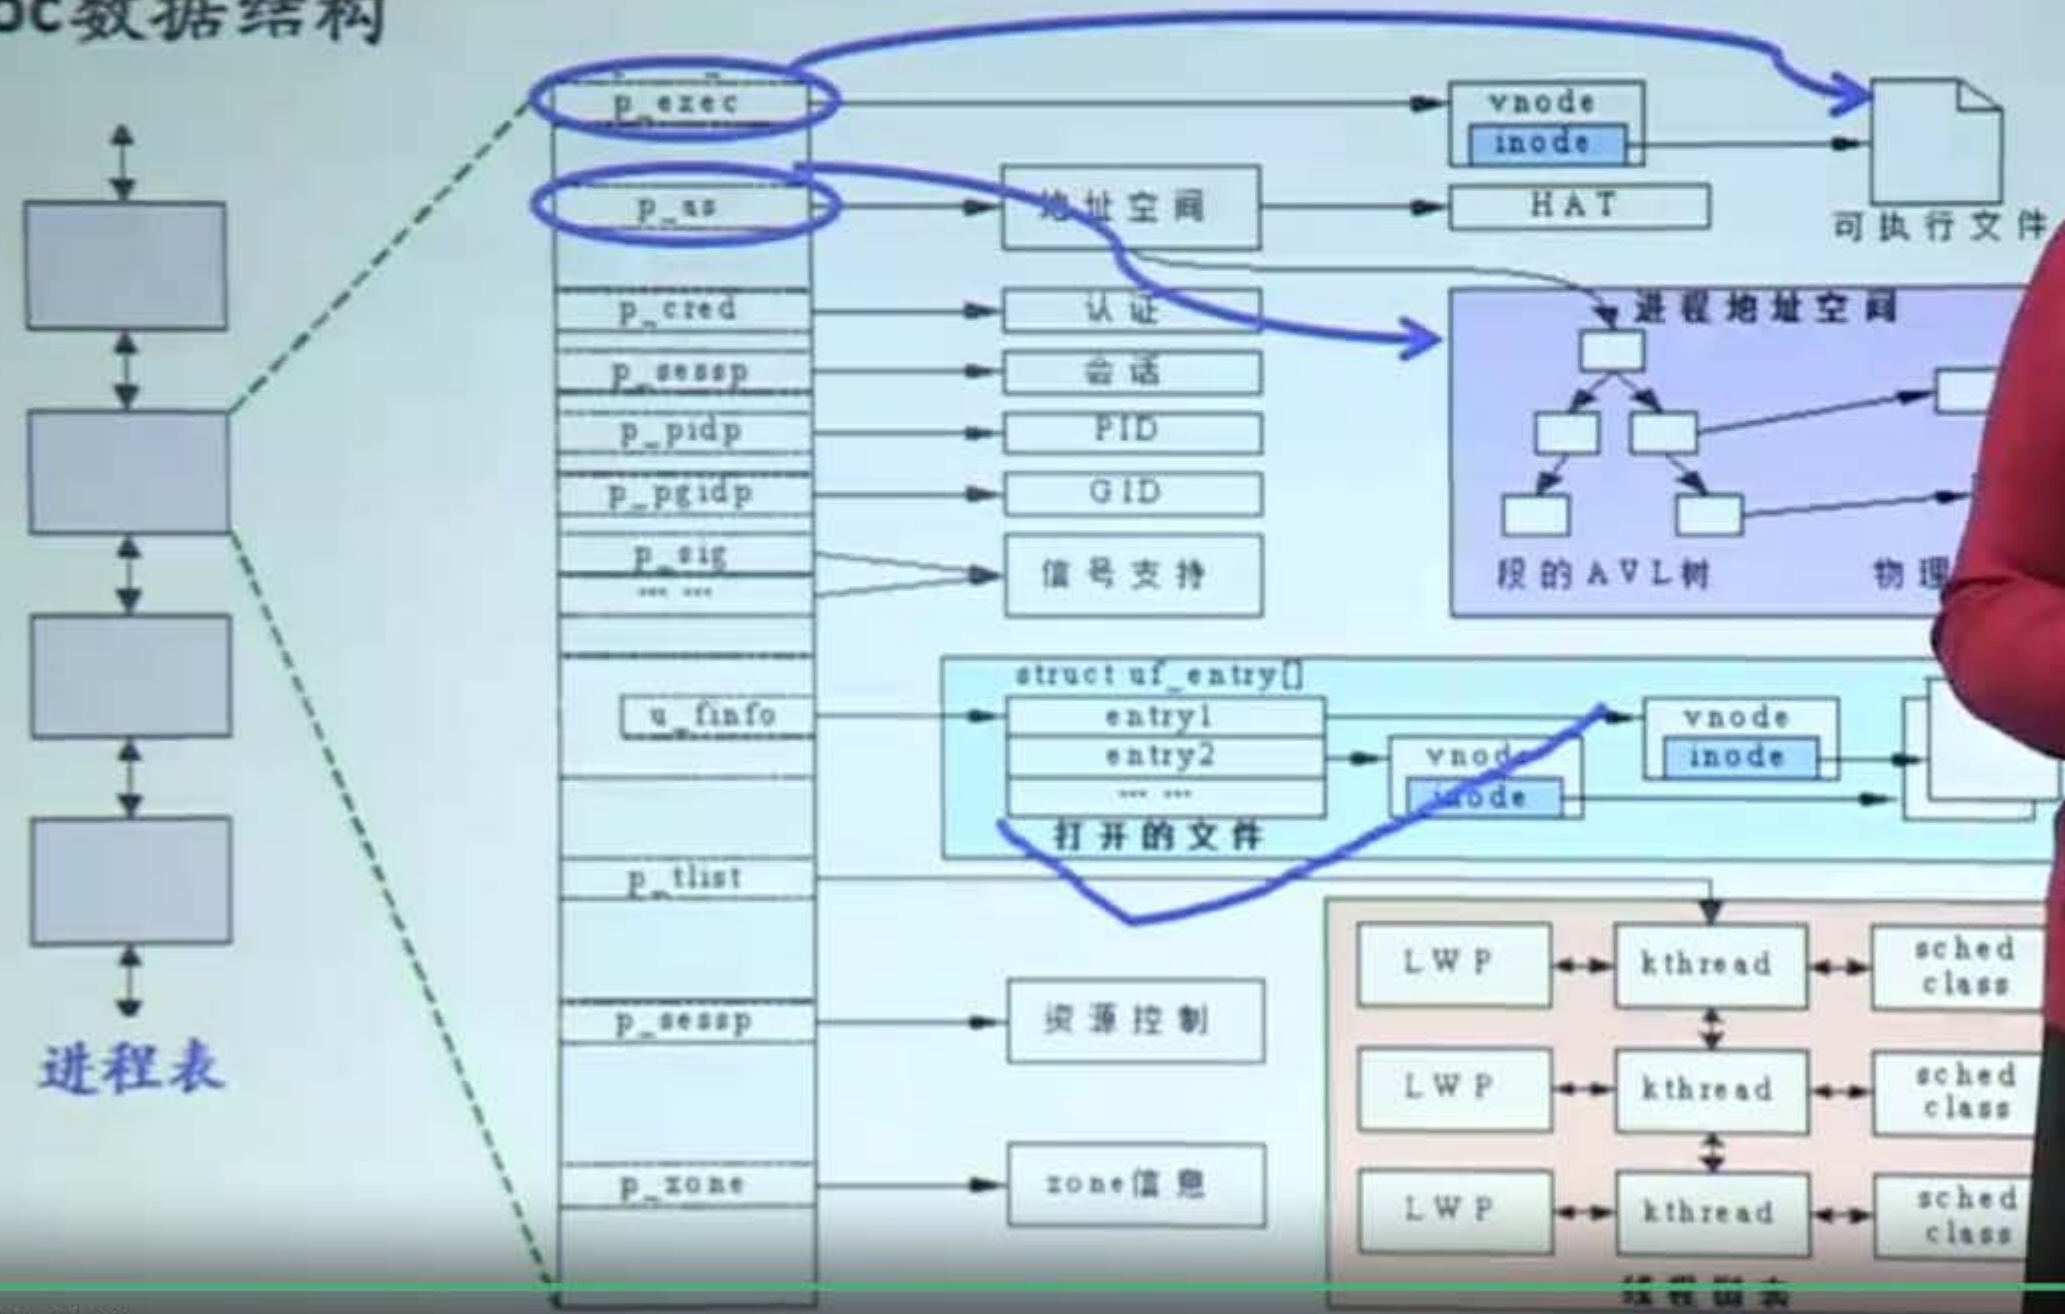 数据结构
p_exec
vnode
inode
可执行文件
p_as
地址空间
HAT
p_cred
认证
进程地址空间
p_sessp
会话
p_pidp
PID
p_pgidp
GID
p_sig
... ...
信号支持
段的AVL树
物理
struct uf_entry[]
u_finfo
entry1
vnode
inode
entry2
vnode
inode
... ...
打开的文件
p_tlist
LWP
kthread
sched
class
p_sessp
资源控制
进程表
LWP
kthread
sched
class
p_zone
zone信息
LWP
kthread
sched
class